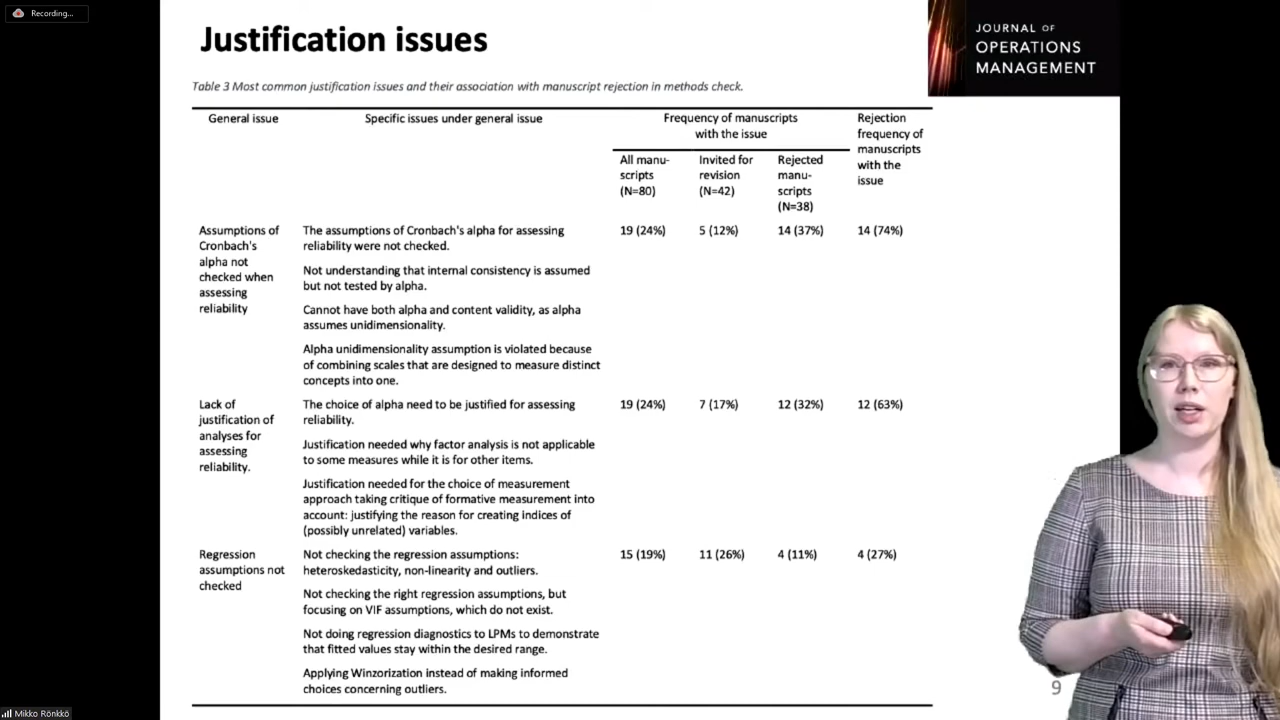 Recording...
Justification issues
JOURNAL OF
OPERATIONS
MANAGEMENT
Table 3 Most common justification issues and their association with manuscript rejection in methods check.
General issue
Specific issues under general issue
Frequency of manuscripts
with the issue
Rejection
frequency of
manuscripts
with the
issue
All manu-
scripts
(N=80)
Invited for
revision
(N=42)
Rejected
manu-
scripts
(N=38)
Assumptions of
Cronbach's
alpha not
checked when
assessing
reliability
The assumptions of Cronbach's alpha for assessing
reliability were not checked.
Not understanding that internal consistency is assumed
but not tested by alpha.
Cannot have both alpha and content validity, as alpha
assumes unidimensionality.
Alpha unidimensionality assumption is violated because
of combining scales that are designed to measure distinct
concepts into one.
19 (24%)
5 (12%)
14 (37%)
14 (74%)
Lack of
justification of
analyses for
assessing
reliability.
The choice of alpha need to be justified for assessing
reliability.
Justification needed why factor analysis is not applicable
to some measures while it is for other items.
Justification needed for the choice of measurement
approach taking critique of formative measurement into
account: justifying the reason for creating indices of
(possibly unrelated) variables.
19 (24%)
7 (17%)
12 (32%)
12 (63%)
Regression
assumptions not
checked
Not checking the regression assumptions:
heteroskedasticity, non-linearity and outliers.
Not checking the right regression assumptions, but
focusing on VIF assumptions, which do not exist.
Not doing regression diagnostics to LPMs to demonstrate
that fitted values stay within the desired range.
Applying Winzorization instead of making informed
choices concerning outliers.
15 (19%)
11 (26%)
4 (11%)
4 (27%)
9
Mikko Rönkkö